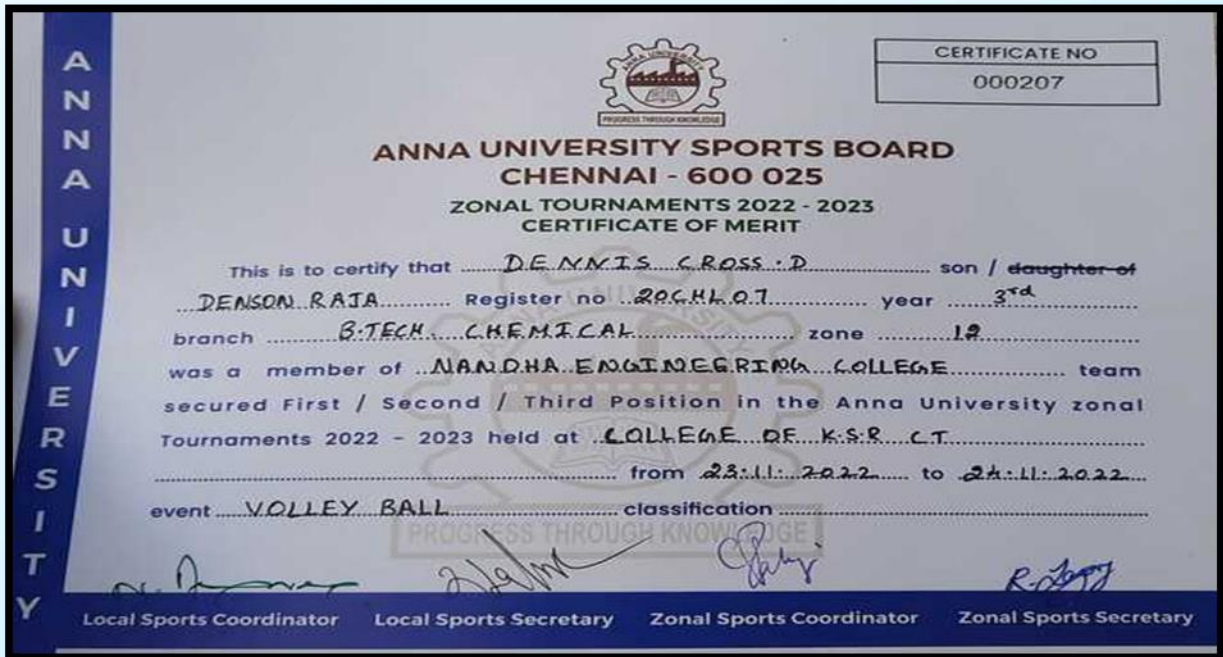 ANNA UNIVERSITY
CERTIFICATE NO
000207
ANNA UNIVERSITY
PROGRESS THROUGH KNOWLEDGE
ANNA UNIVERSITY SPORTS BOARD
CHENNAI - 600 025
ZONAL TOURNAMENTS 2022 - 2023
CERTIFICATE OF MERIT
This is to certify that DENNIS CROSS.D son / daughter of
DENSON RAJA Register no 20CHL07 year 3rd
branch B.TECH. CHEMICAL zone 12
was a member of NANDHA ENGINEERING COLLEGE team
secured First / Second / Third Position in the Anna University zonal
Tournaments 2022 - 2023 held at COLLEGE OF K.S.R CT
from 23.11.2022 to 24.11.2022
event VOLLEY BALL classification
PROGRESS THROUGH KNOWLEDGE
Local Sports Coordinator Local Sports Secretary Zonal Sports Coordinator Zonal Sports Secretary